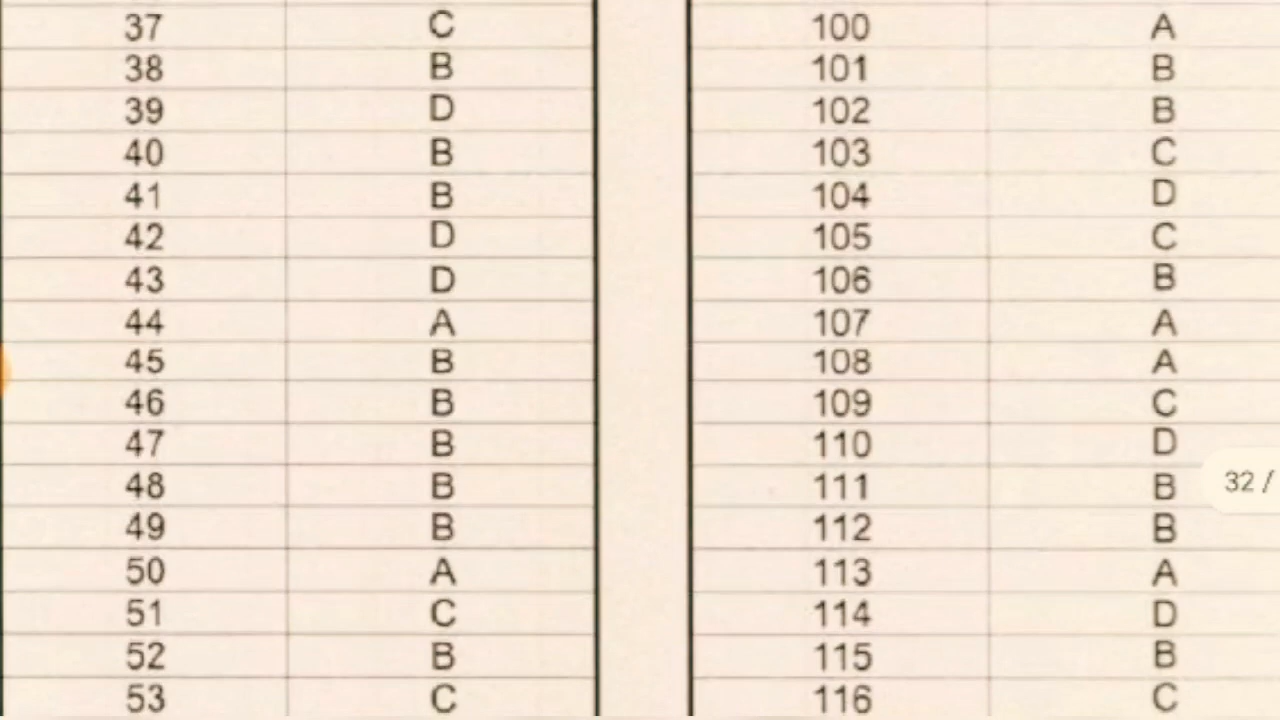 37 C 100 A
38 B 101 B
39 D 102 B
40 B 103 C
41 B 104 D
42 D 105 C
43 D 106 B
44 A 107 A
45 B 108 A
46 B 109 C
47 B 110 D
48 B 111 B
32 /
49 B 112 B
50 A 113 A
51 C 114 D
52 B 115 B
53 C 116 C